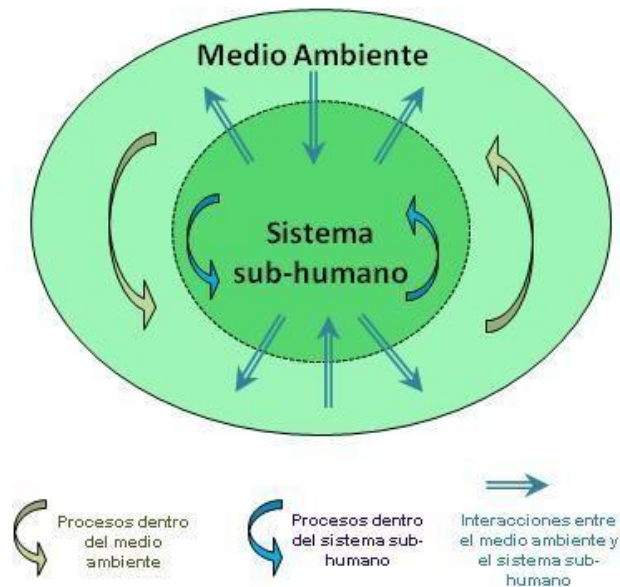 Medio Ambiente
Sistema
sub-humano
Procesos dentro
del medio
ambiente
Procesos dentro
del sistema sub-
humano
Interacciones entre
el medio ambiente y
el sistema sub-
humano